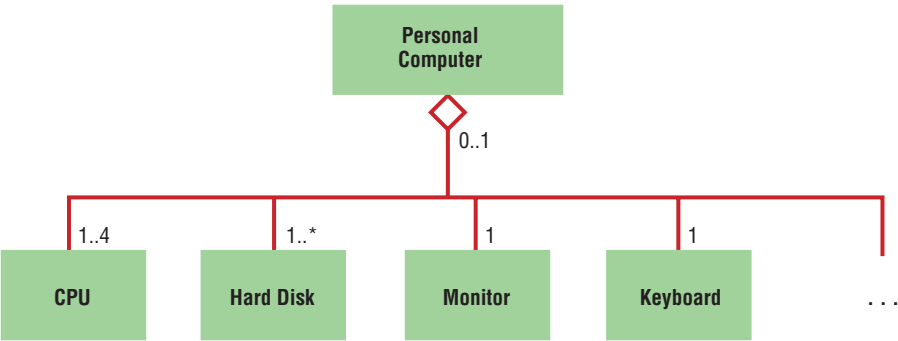 Personal
Computer
0..1
1..4
1..*
1
1
CPU
Hard Disk
Monitor
Keyboard
. . .